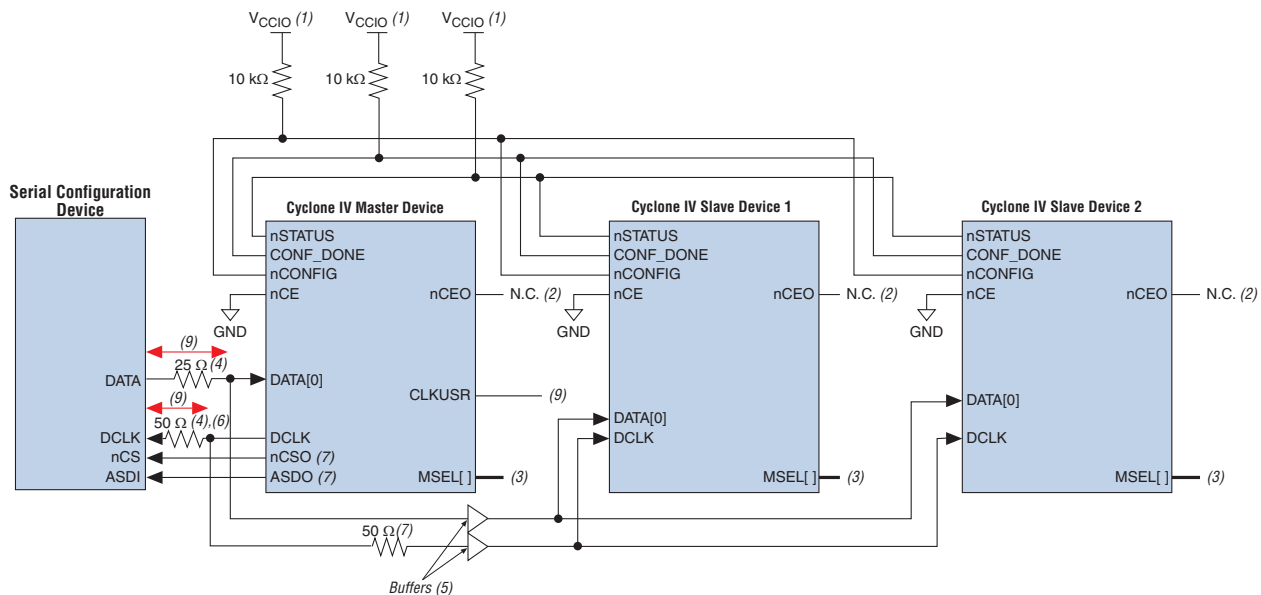 VCCIO (1) VCCIO (1) VCCIO (1)
10 kΩ 10 kΩ 10 kΩ
Serial Configuration
Device
DATA
DCLK
nCS
ASDI
(9)
25 Ω (4)
(9)
50 Ω (4),(6)
Cyclone IV Master Device
nSTATUS
CONF_DONE
nCONFIG
nCE
GND
nCEO
N.C. (2)
DATA[0]
CLKUSR
(9)
DCLK
nCSO (7)
ASDO (7)
MSEL[ ]
(3)
Cyclone IV Slave Device 1
nSTATUS
CONF_DONE
nCONFIG
nCE
GND
nCEO
N.C. (2)
DATA[0]
DCLK
MSEL[ ]
(3)
Cyclone IV Slave Device 2
nSTATUS
CONF_DONE
nCONFIG
nCE
GND
nCEO
N.C. (2)
DATA[0]
DCLK
MSEL[ ]
(3)
50 Ω (7)
Buffers (5)